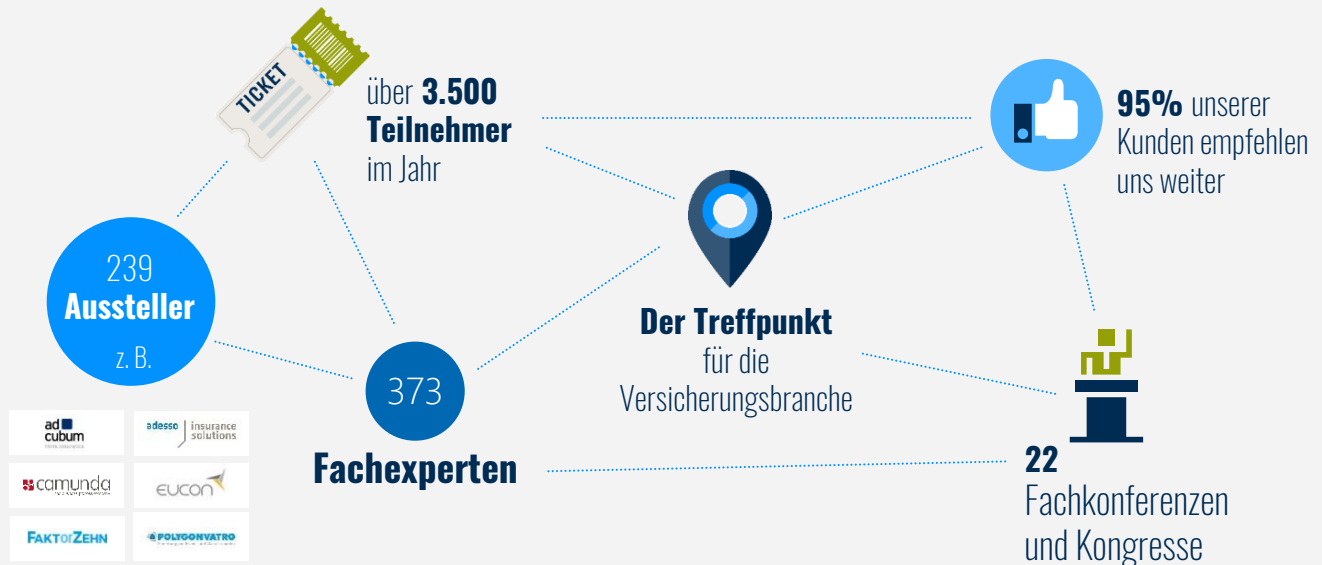 TICKET
über 3.500
Teilnehmer
im Jahr
95% unserer
Kunden empfehlen
uns weiter
239
Aussteller
z. B.
Der Treffpunkt
für die
Versicherungsbranche
373
Fachexperten
22
Fachkonferenzen
und Kongresse
ad
cubum
adesso insurance
solutions
camunda
EUCON
FAKTOR ZEHN
POLYGONVATRO